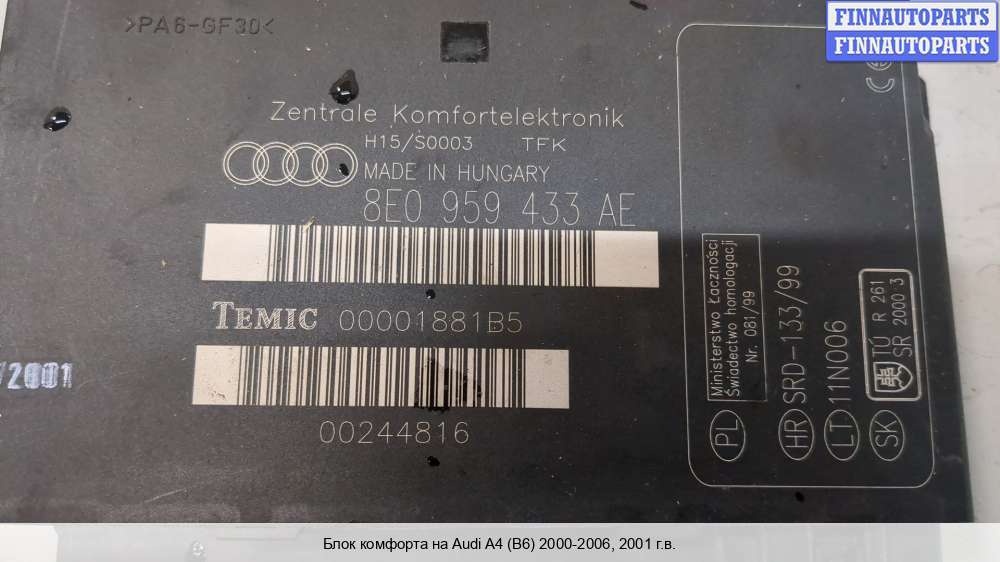 >PA6-GF30<
FINNAUTOPARTS
FINNAUTOPARTS
Zentrale Komfortelektronik
H15/S0003 TFK
MADE IN HUNGARY
8E0 959 433 AE
TEMIC 00001881B5
/2001
00244816
PL Ministerstwo Łączności
Świadectwo homologacji
Nr. 081/99
HR SRD-133/99
LT 11N006
SK TÚ R 261
SR 2000 3
CE
Блок комфорта на Audi A4 (B6) 2000-2006, 2001 г.в.